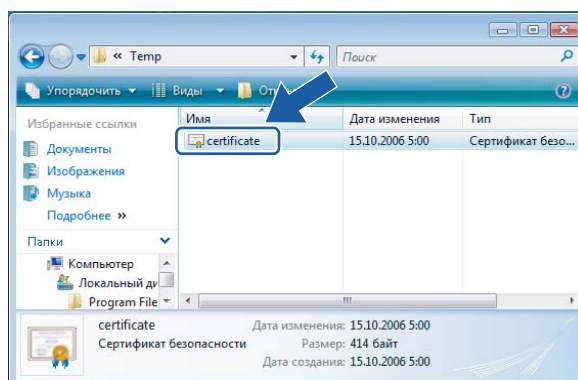 « Temp
Поиск
Упорядочить
Виды
Имя
Дата изменения
Тип
Избранные ссылки
certificate
15.10.2006 5:00
Сертификат безо...
Документы
Изображения
Музыка
Подробнее »
Папки
Компьютер
Локальный ди
Program File
certificate
Дата изменения: 15.10.2006 5:00
Сертификат безопасности
Размер: 414 байт
Дата создания: 15.10.2006 5:00